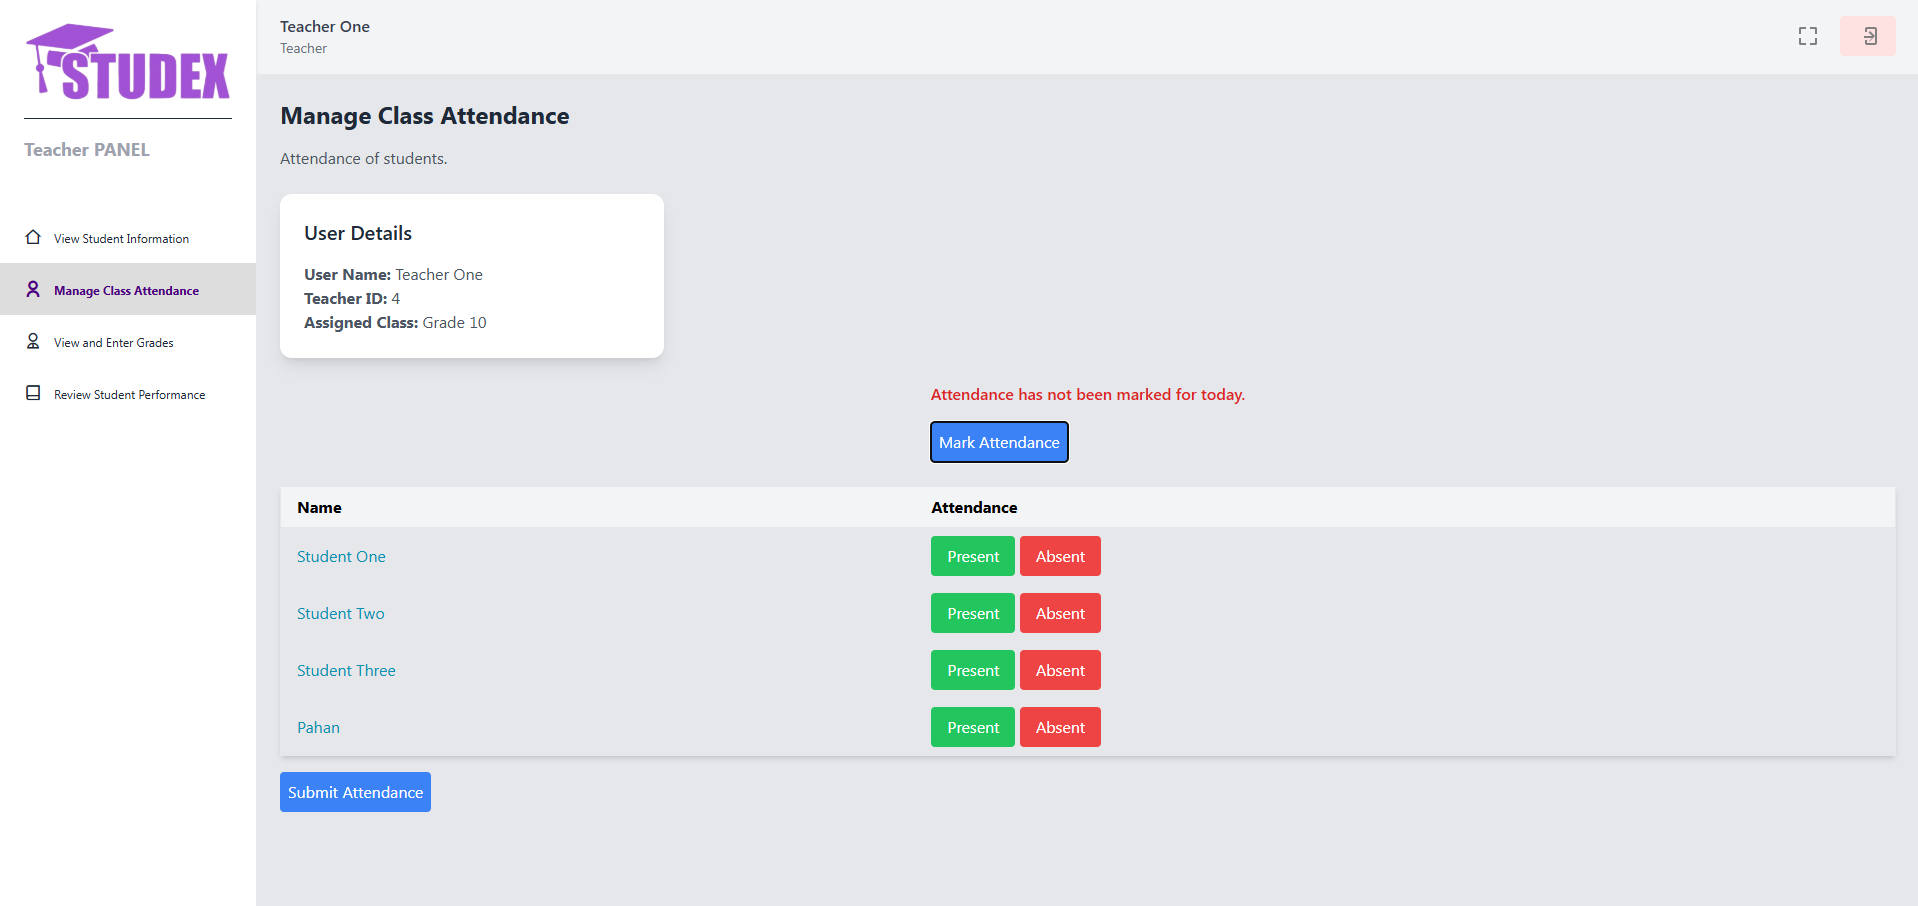 STUDEX
Teacher PANEL
View Student Information
Manage Class Attendance
View and Enter Grades
Review Student Performance
Teacher One
Teacher
Manage Class Attendance
Attendance of students.
User Details
User Name: Teacher One
Teacher ID: 4
Assigned Class: Grade 10
Attendance has not been marked for today.
Mark Attendance
Name Attendance
Student One Present Absent
Student Two Present Absent
Student Three Present Absent
Pahan Present Absent
Submit Attendance